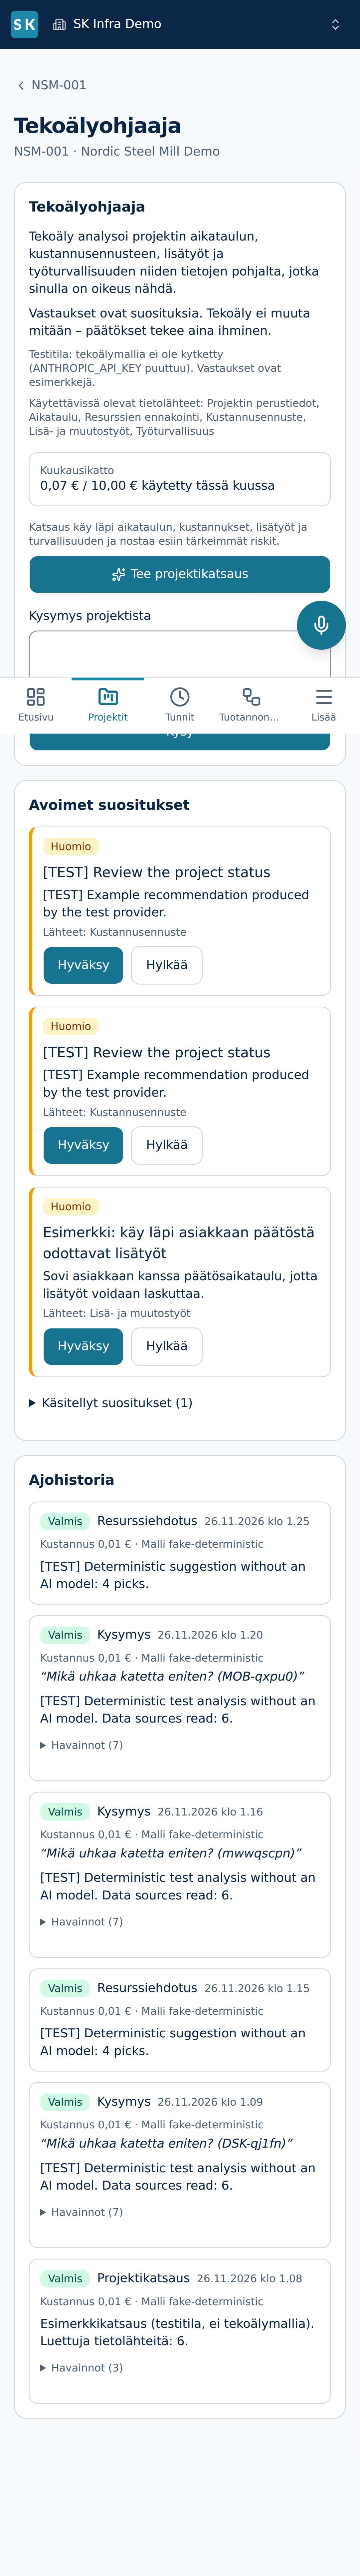 SK SK Infra Demo
NSM-001
Tekoälyohjaaja
NSM-001 · Nordic Steel Mill Demo
Tekoälyohjaaja
Tekoäly analysoi projektin aikataulun,
kustannusennusteen, lisätyöt ja
työturvallisuuden niiden tietojen pohjalta, jotka
sinulla on oikeus nähdä.
Vastaukset ovat suosituksia. Tekoäly ei muuta
mitään – päätökset tekee aina ihminen.
Testitila: tekoälymallia ei ole kytketty
(ANTHROPIC_API_KEY puuttuu). Vastaukset ovat
esimerkkejä.
Käytettävissä olevat tietolähteet: Projektin perustiedot,
Aikataulu, Resurssien ennakointi, Kustannusennuste,
Lisä- ja muutostyöt, Työturvallisuus
Kuukausikatto
0,07 € / 10,00 € käytetty tässä kuussa
Katsaus käy läpi aikataulun, kustannukset, lisätyöt ja
turvallisuuden ja nostaa esiin tärkeimmät riskit.
Tee projektikatsaus
Kysymys projektista
Etusivu Projektit Tunnit Tuotannon... Lisää
Avoimet suositukset
Huomio
[TEST] Review the project status
[TEST] Example recommendation produced
by the test provider.
Lähteet: Kustannusennuste
Hyväksy Hylkää
Huomio
[TEST] Review the project status
[TEST] Example recommendation produced
by the test provider.
Lähteet: Kustannusennuste
Hyväksy Hylkää
Huomio
Esimerkki: käy läpi asiakkaan päätöstä
odottavat lisätyöt
Sovi asiakkaan kanssa päätösaikataulu, jotta
lisätyöt voidaan laskuttaa.
Lähteet: Lisä- ja muutostyöt
Hyväksy Hylkää
Käsitellyt suositukset (1)
Ajohistoria
Valmis Resurssiehdotus 26.11.2026 klo 1.25
Kustannus 0,01 € · Malli fake-deterministic
[TEST] Deterministic suggestion without an
AI model: 4 picks.
Valmis Kysymys 26.11.2026 klo 1.20
Kustannus 0,01 € · Malli fake-deterministic
“Mikä uhkaa katetta eniten? (MOB-qxpu0)”
[TEST] Deterministic test analysis without an
AI model. Data sources read: 6.
Havainnot (7)
Valmis Kysymys 26.11.2026 klo 1.16
Kustannus 0,01 € · Malli fake-deterministic
“Mikä uhkaa katetta eniten? (mwwqscpn)”
[TEST] Deterministic test analysis without an
AI model. Data sources read: 6.
Havainnot (7)
Valmis Resurssiehdotus 26.11.2026 klo 1.15
Kustannus 0,01 € · Malli fake-deterministic
[TEST] Deterministic suggestion without an
AI model: 4 picks.
Valmis Kysymys 26.11.2026 klo 1.09
Kustannus 0,01 € · Malli fake-deterministic
“Mikä uhkaa katetta eniten? (DSK-qj1fn)”
[TEST] Deterministic test analysis without an
AI model. Data sources read: 6.
Havainnot (7)
Valmis Projektikatsaus 26.11.2026 klo 1.08
Kustannus 0,01 € · Malli fake-deterministic
Esimerkkikatsaus (testitila, ei tekoälymallia).
Luettuja tietolähteitä: 6.
Havainnot (3)